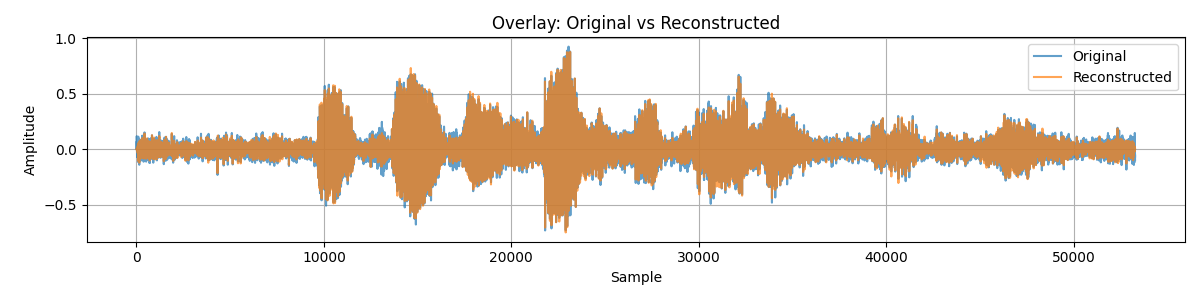 Overlay: Original vs Reconstructed
1.0
0.5
0.0
−0.5
Amplitude
Original
Reconstructed
0
10000
20000
30000
40000
50000
Sample